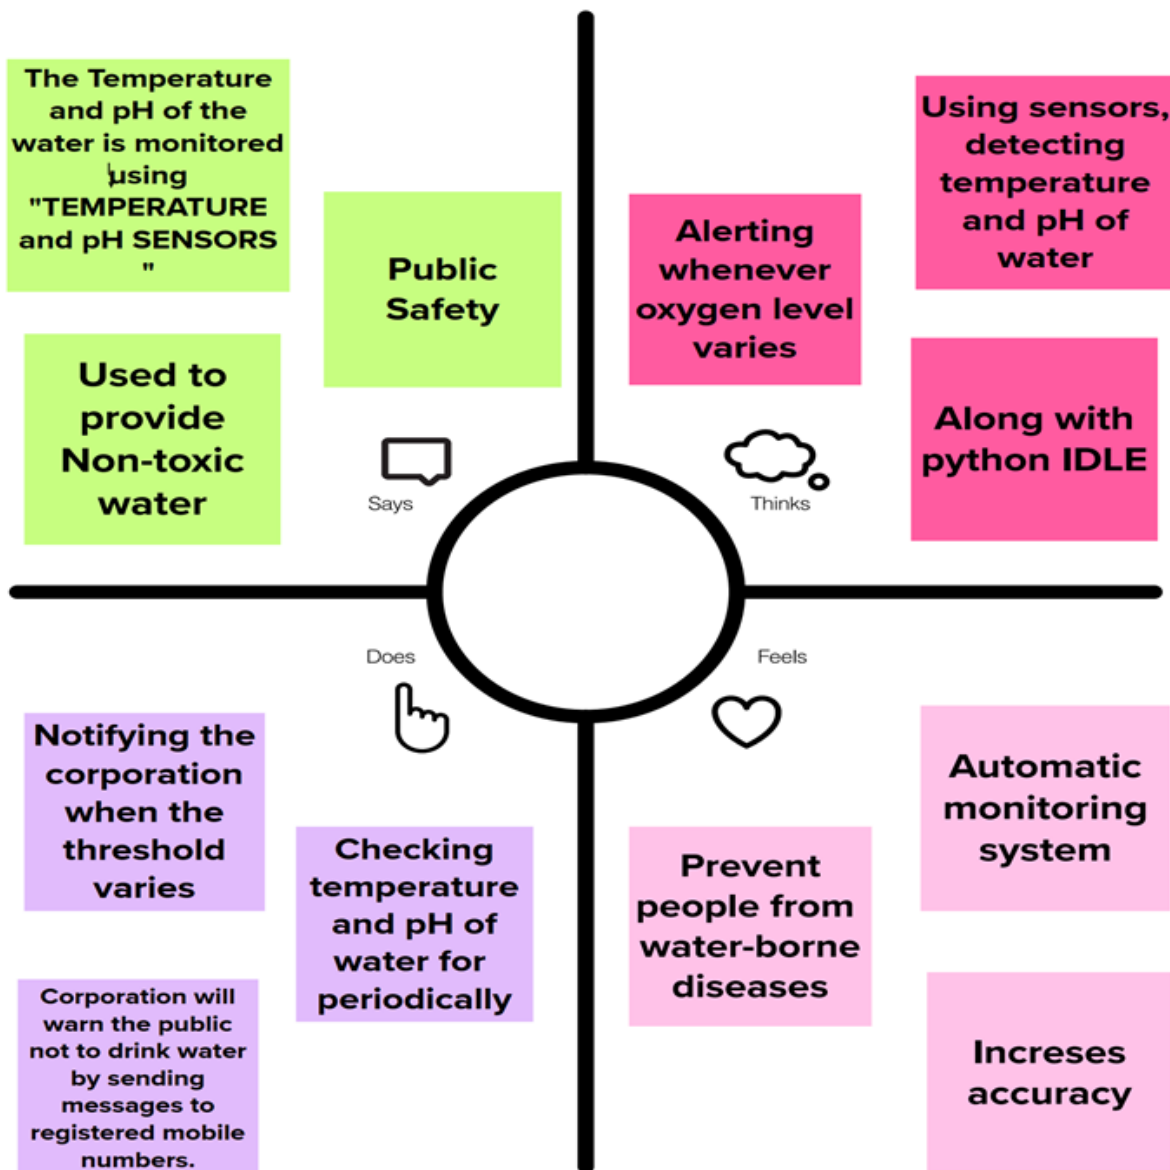 The Temperature
and pH of the
water is monitored
using
"TEMPERATURE
and pH SENSORS
"
Public
Safety
Used to
provide
Non-toxic
water
Says
Alerting
whenever
oxygen level
varies
Using sensors,
detecting
temperature
and pH of
water
Along with
python IDLE
Thinks
Does
Notifying the
corporation
when the
threshold
varies
Checking
temperature
and pH of
water for
periodically
Corporation will
warn the public
not to drink water
by sending
messages to
registered mobile
numbers.
Feels
Prevent
people from
water-borne
diseases
Automatic
monitoring
system
Increses
accuracy